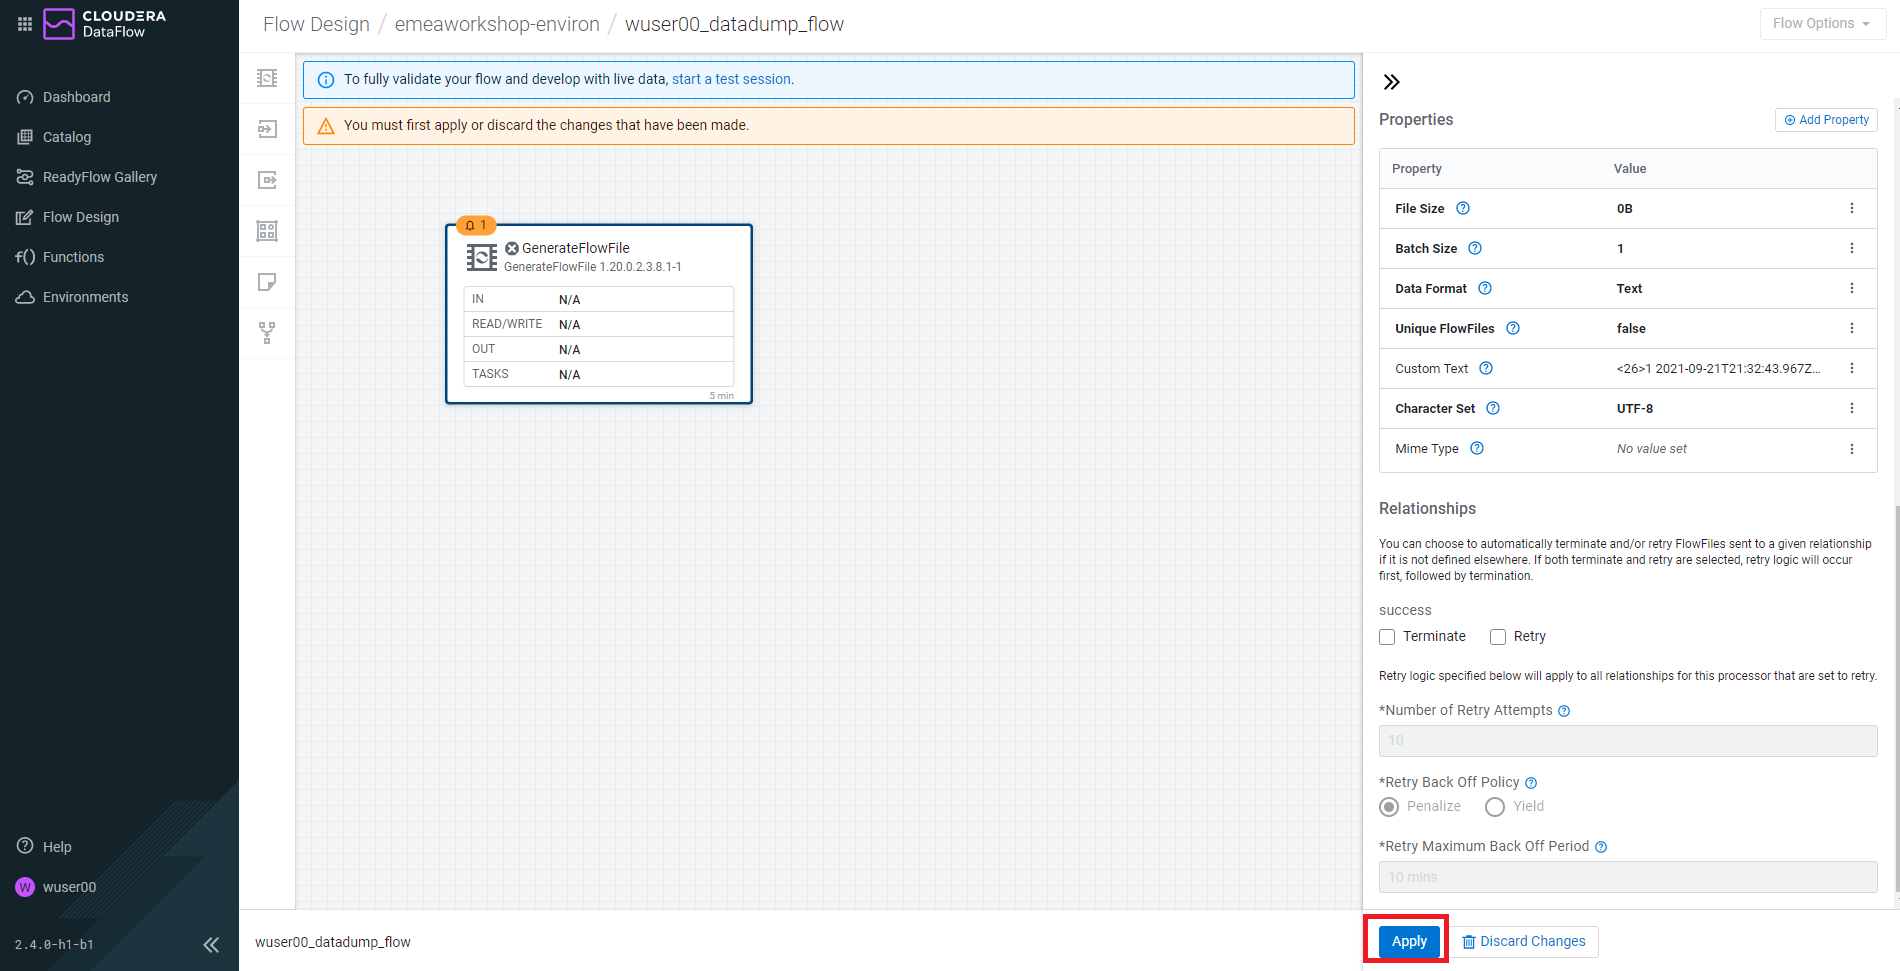 CLOUDERA
DataFlow
Dashboard
Catalog
ReadyFlow Gallery
Flow Design
f() Functions
Environments
Help
W wuser00
2.4.0-h1-b1
Flow Design / emeaworkshop-environ / wuser00_datadump_flow
Flow Options
To fully validate your flow and develop with live data, start a test session.
You must first apply or discard the changes that have been made.
1
GenerateFlowFile
GenerateFlowFile 1.20.0.2.3.8.1-1
IN N/A
READ/WRITE N/A
OUT N/A
TASKS N/A
5 min
wuser00_datadump_flow
Properties
Add Property
Property Value
File Size ? 0B
Batch Size ? 1
Data Format ? Text
Unique FlowFiles ? false
Custom Text ? <26>1 2021-09-21T21:32:43.967Z...
Character Set ? UTF-8
Mime Type ? No value set
Relationships
You can choose to automatically terminate and/or retry FlowFiles sent to a given relationship
if it is not defined elsewhere. If both terminate and retry are selected, retry logic will occur
first, followed by termination.
success
Terminate Retry
Retry logic specified below will apply to all relationships for this processor that are set to retry.
*Number of Retry Attempts ?
10
*Retry Back Off Policy ?
Penalize Yield
*Retry Maximum Back Off Period ?
10 mins
Apply Discard Changes